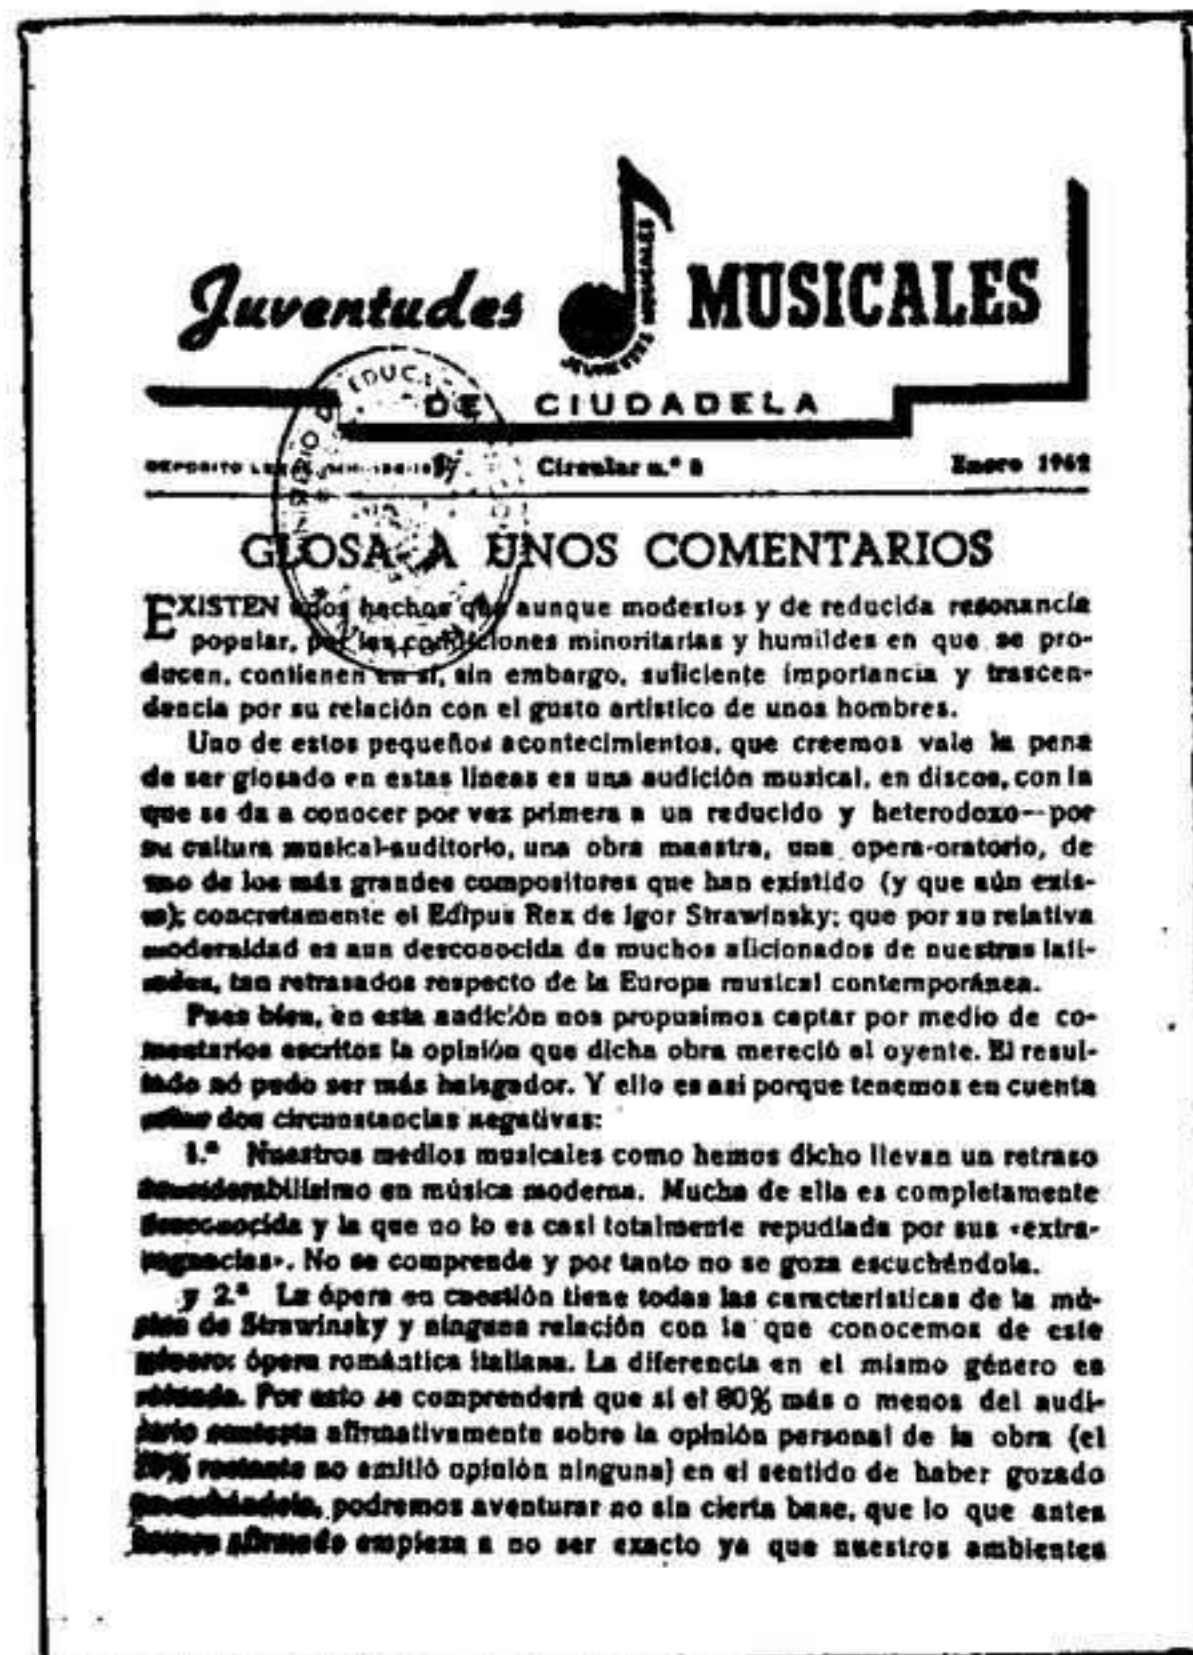 Juventudes MUSICALES
JEUNESSES MUSICALES
DE CIUDADELA
DEPOSITO Circular n.º 8 Enero 1962
GLOSA A UNOS COMENTARIOS
EXISTEN unos hechos que aunque modestos y de reducida resonancia
popular, por las condiciones minoritarias y humildes en que se pro-
ducen, contienen en sí, sin embargo, suficiente importancia y trascen-
dencia por su relación con el gusto artístico de unos hombres.
Uno de estos pequeños acontecimientos, que creemos vale la pena
de ser glosado en estas líneas es una audición musical, en discos, con la
que se da a conocer por vez primera a un reducido y heterodoxo--por
su cultura musical-auditorio, una obra maestra, una opera-oratorio, de
uno de los más grandes compositores que han existido (y que aún exis-
concretamente el Edipus Rex de Igor Strawinsky; que por su relativa
modernidad es aun desconocida de muchos aficionados de nuestras lati-
tudes, tan retrasados respecto de la Europa musical contemporánea.
Pues bien, en esta audición nos propusimos captar por medio de co-
mentarios escritos la opinión que dicha obra mereció al oyente. El resul-
tado nó pudo ser más halagador. Y ello es asi porque tenemos en cuenta
dos circunstancias negativas:
1.ª Nuestros medios musicales como hemos dicho llevan un retraso
considerabilísimo en música moderna. Mucha de ella es completamente
desconocida y la que no lo es casi totalmente repudiada por sus «extra-
vagancias». No se comprende y por tanto no se goza escuchándola.
y 2.ª La ópera en cuestión tiene todas las características de la mú-
sica de Strawinsky y ninguna relación con la que conocemos de este
género: ópera romántica italiana. La diferencia en el mismo género es
Por esto se comprenderá que si el 80% más o menos del audi-
torio contesta afirmativamente sobre la opinión personal de la obra (el
20% restante no emitió opinión ninguna) en el sentido de haber gozado
escuchándola, podremos aventurar no sin cierta base, que lo que antes
hemos afirmado empieza a no ser exacto ya que nuestros ambientes